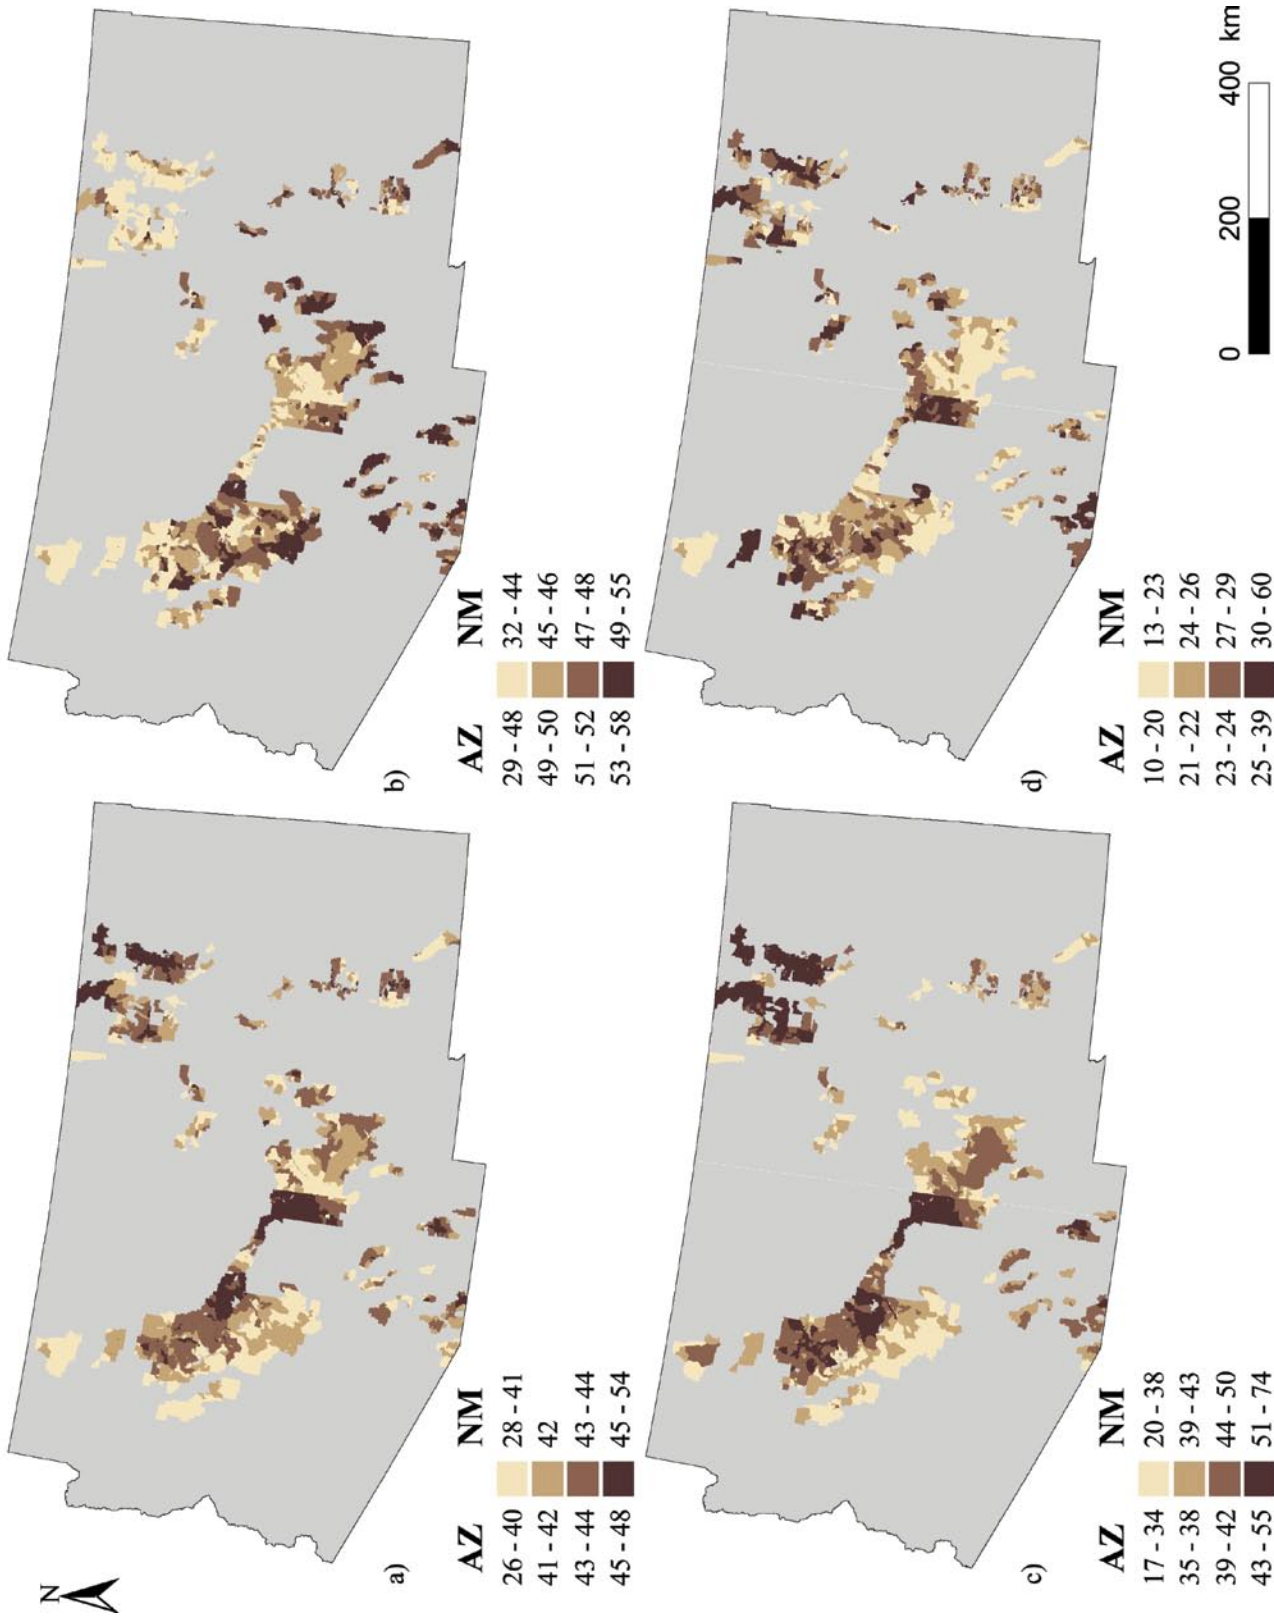 N
a)
AZ NM
26 - 40 28 - 41
41 - 42 42
43 - 44 43 - 44
45 - 48 45 - 54
b)
AZ NM
29 - 48 32 - 44
49 - 50 45 - 46
51 - 52 47 - 48
53 - 58 49 - 55
c)
AZ NM
17 - 34 20 - 38
35 - 38 39 - 43
39 - 42 44 - 50
43 - 55 51 - 74
d)
AZ NM
10 - 20 13 - 23
21 - 22 24 - 26
23 - 24 27 - 29
25 - 39 30 - 60
0 200 400 km